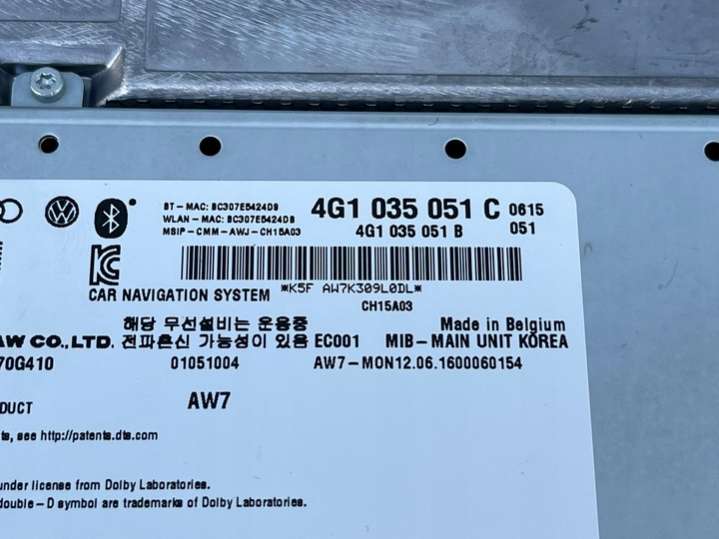 BT-MAC: BC307E5424D9
WLAN-MAC: BC307E5424DB
MSIP-CMM-AWJ-CH15A03
4G1 035 051 C 0615
4G1 035 051 B 051
*K5F AW7K309L0DL*
CAR NAVIGATION SYSTEM
CH15A03
해당 무선설비는 운용중 Made in Belgium
AW CO.,LTD. 전파혼신 가능성이 있음 EC001 MIB-MAIN UNIT KOREA
70G410 01051004 AW7-MON12.06.1600060154
DUCT AW7
ts, see http://patents.dts.com
under license from Dolby Laboratories.
double-D symbol are trademarks of Dolby Laboratories.